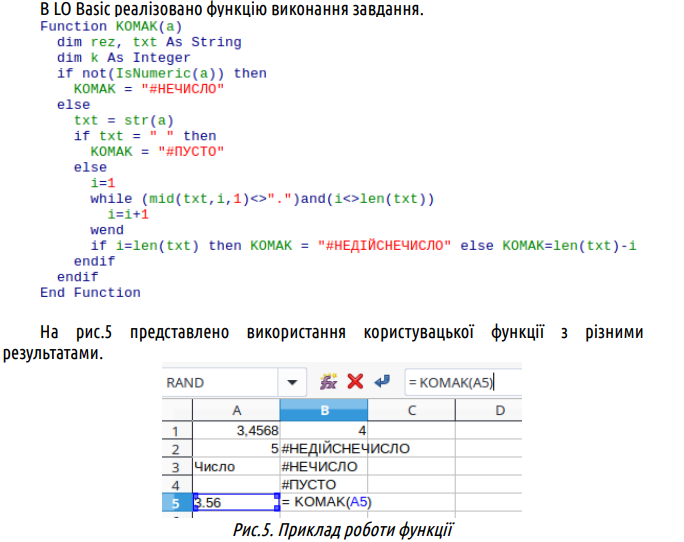 В LO Basic реалізовано функцію виконання завдання.
Function KOMAK(a)
dim rez, txt As String
dim k As Integer
if not(IsNumeric(a)) then
KOMAK = "#НЕЧИСЛО"
else
txt = str(a)
if txt = " " then
KOMAK = "#ПУСТО"
else
i=1
while (mid(txt,i,1)<>".")and(i<>len(txt))
i=i+1
wend
if i=len(txt) then KOMAK = "#НЕДІЙСНЕЧИСЛО" else KOMAK=len(txt)-i
endif
endif
End Function
На рис.5 представлено використання користувацької функції з різними
результатами.
RAND = KOMAK(A5)
A B C D
1 3,4568 4
2 5 #НЕДІЙСНЕЧИСЛО
3 Число #НЕЧИСЛО
4 #ПУСТО
5 3.56 = KOMAK(A5)
Рис.5. Приклад роботи функції